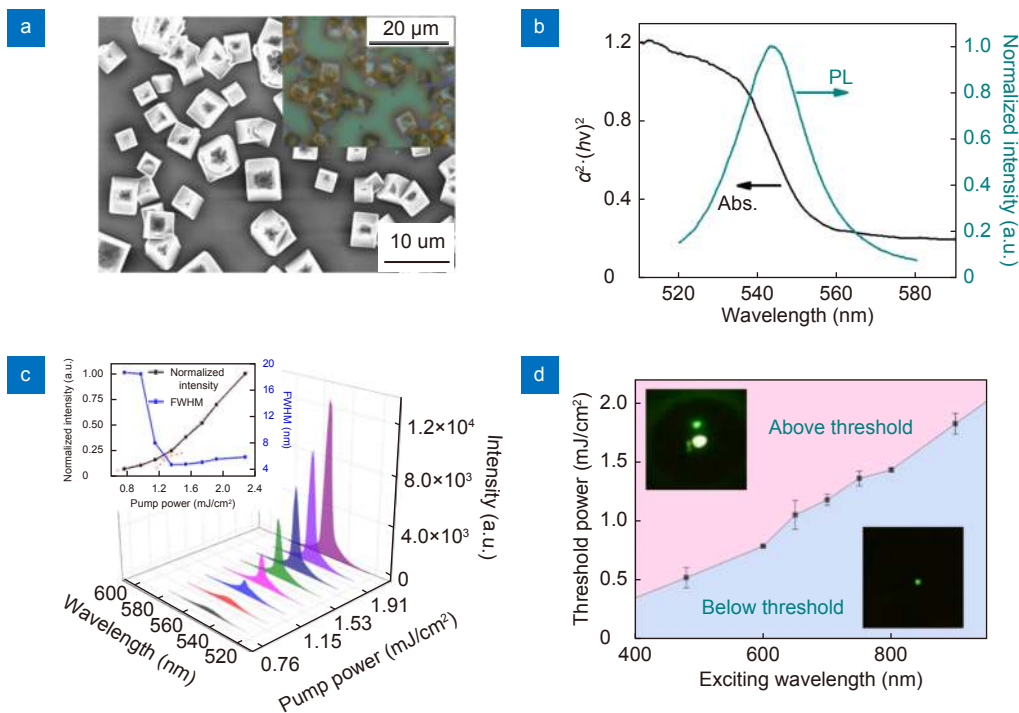 a
20 μm
10 um
b
1.2
0.8
0.4
0
α²·(hν)²
PL
Abs.
1.0
0.8
0.6
0.4
0.2
0
Normalized intensity
(a.u.)
520
540
560
580
Wavelength (nm)
c
Normalized intensity (a.u.)
1.00
0.75
0.50
0.25
0
Normalized
intensity
FWHM
20
16
12
8
4
FWHM
(nm)
0.8
1.2
1.6
2.0
2.4
Pump power (mJ/cm²)
1.2×10⁴
8.0×10³
4.0×10³
0
Intensity (a.u.)
600
580
560
540
520
Wavelength (nm)
0.76
1.15
1.53
1.91
Pump power (mJ/cm²)
d
2.0
1.5
1.0
0.5
0
Threshold power (mJ/cm²)
Above threshold
Below threshold
400
600
800
Exciting wavelength (nm)